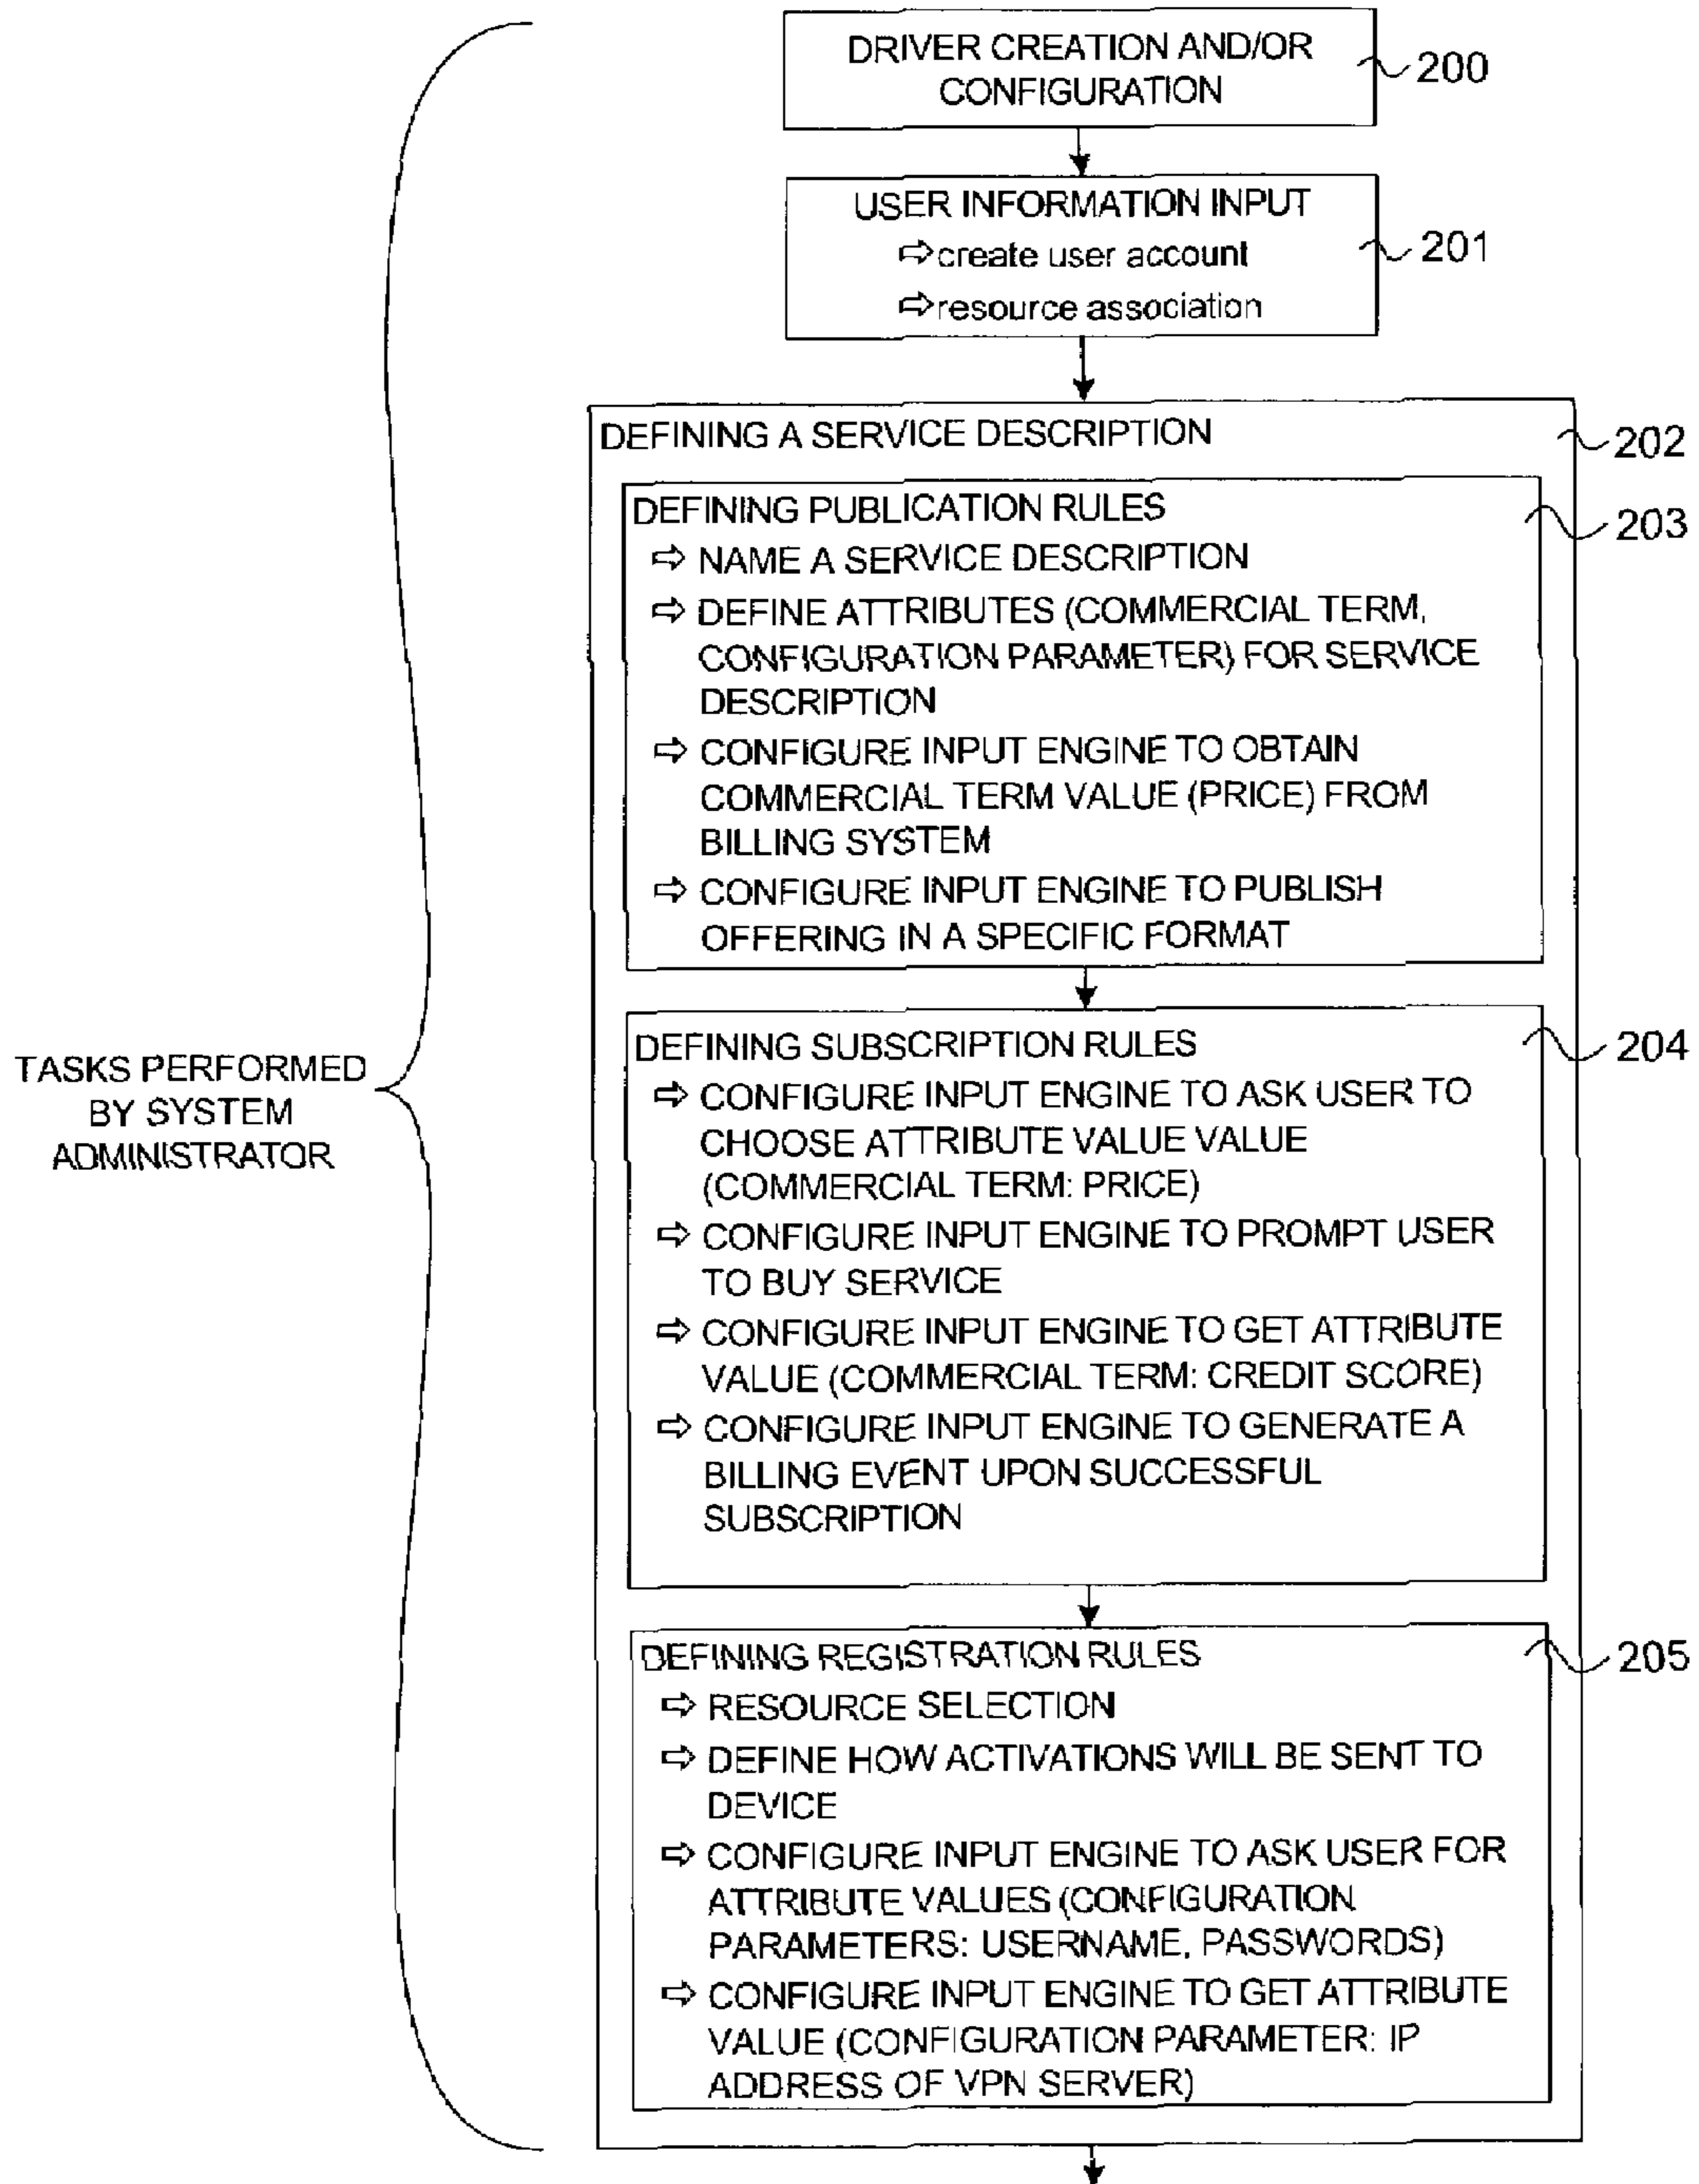 DRIVER CREATION AND/OR
CONFIGURATION
200
USER INFORMATION INPUT
⇨create user account
⇨resource association
201
DEFINING A SERVICE DESCRIPTION
202
DEFINING PUBLICATION RULES
203
⇨ NAME A SERVICE DESCRIPTION
⇨ DEFINE ATTRIBUTES (COMMERCIAL TERM,
CONFIGURATION PARAMETER) FOR SERVICE
DESCRIPTION
⇨ CONFIGURE INPUT ENGINE TO OBTAIN
COMMERCIAL TERM VALUE (PRICE) FROM
BILLING SYSTEM
⇨ CONFIGURE INPUT ENGINE TO PUBLISH
OFFERING IN A SPECIFIC FORMAT
TASKS PERFORMED
BY SYSTEM
ADMINISTRATOR
DEFINING SUBSCRIPTION RULES
204
⇨ CONFIGURE INPUT ENGINE TO ASK USER TO
CHOOSE ATTRIBUTE VALUE VALUE
(COMMERCIAL TERM: PRICE)
⇨ CONFIGURE INPUT ENGINE TO PROMPT USER
TO BUY SERVICE
⇨ CONFIGURE INPUT ENGINE TO GET ATTRIBUTE
VALUE (COMMERCIAL TERM: CREDIT SCORE)
⇨ CONFIGURE INPUT ENGINE TO GENERATE A
BILLING EVENT UPON SUCCESSFUL
SUBSCRIPTION
DEFINING REGISTRATION RULES
205
⇨ RESOURCE SELECTION
⇨ DEFINE HOW ACTIVATIONS WILL BE SENT TO
DEVICE
⇨ CONFIGURE INPUT ENGINE TO ASK USER FOR
ATTRIBUTE VALUES (CONFIGURATION
PARAMETERS: USERNAME, PASSWORDS)
⇨ CONFIGURE INPUT ENGINE TO GET ATTRIBUTE
VALUE (CONFIGURATION PARAMETER: IP
ADDRESS OF VPN SERVER)